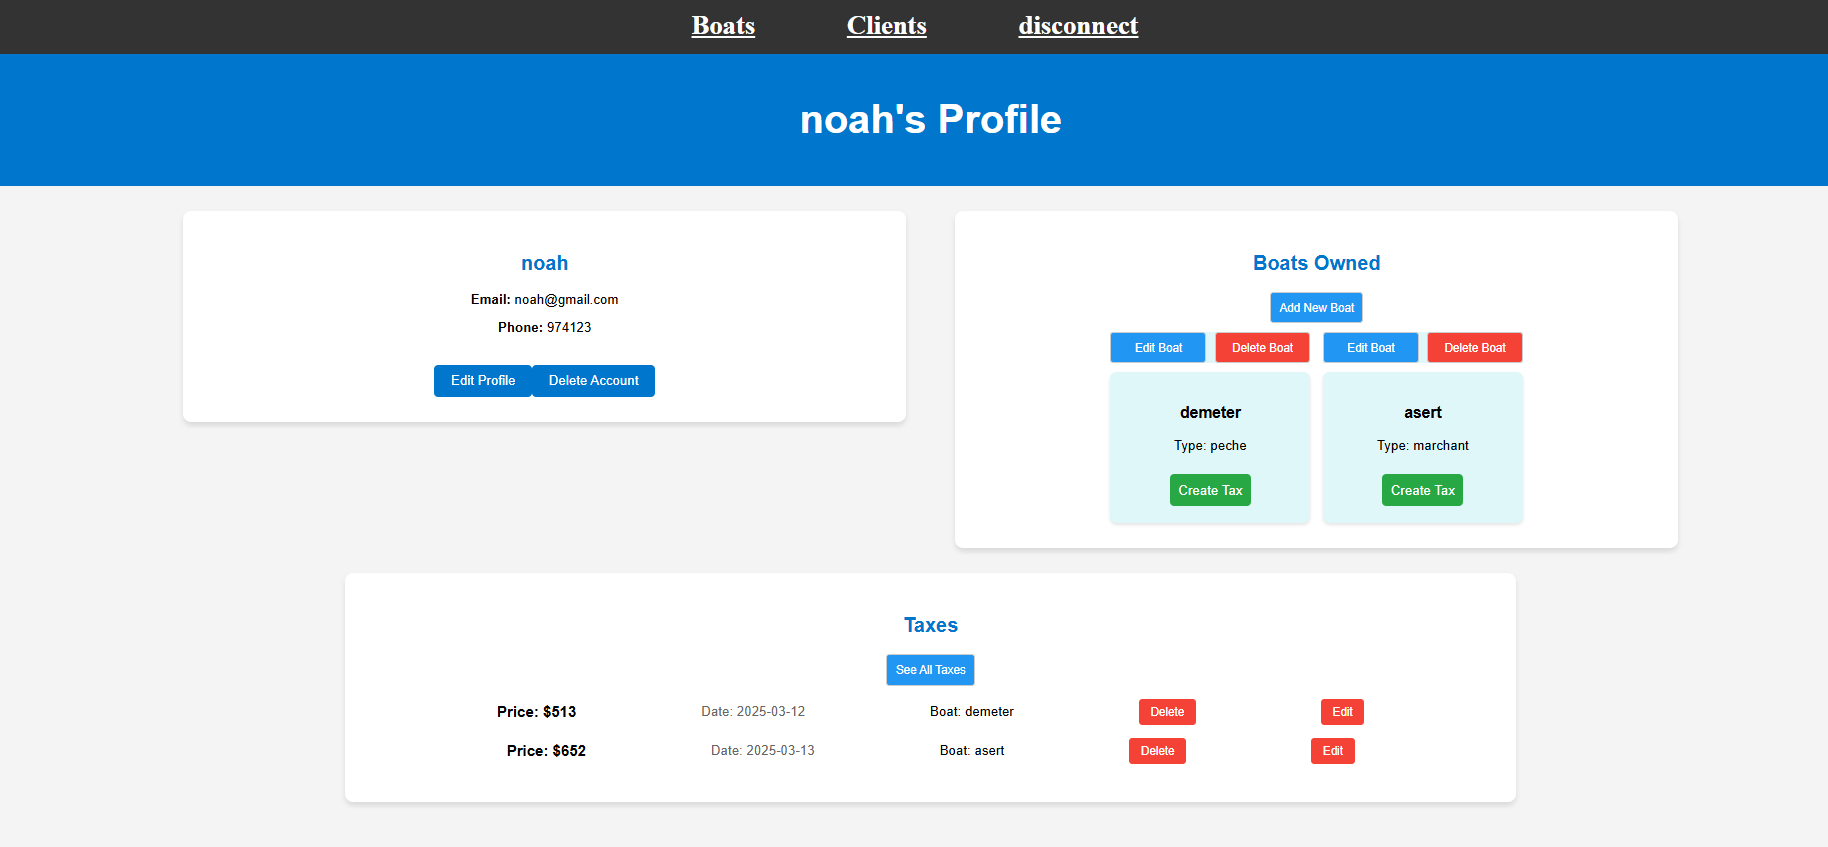 Boats Clients disconnect
noah's Profile
noah
Email: noah@gmail.com
Phone: 974123
Edit Profile Delete Account
Boats Owned
Add New Boat
Edit Boat Delete Boat Edit Boat Delete Boat
demeter asert
Type: peche Type: marchant
Create Tax Create Tax
Taxes
See All Taxes
Price: $513 Date: 2025-03-12 Boat: demeter Delete Edit
Price: $652 Date: 2025-03-13 Boat: asert Delete Edit